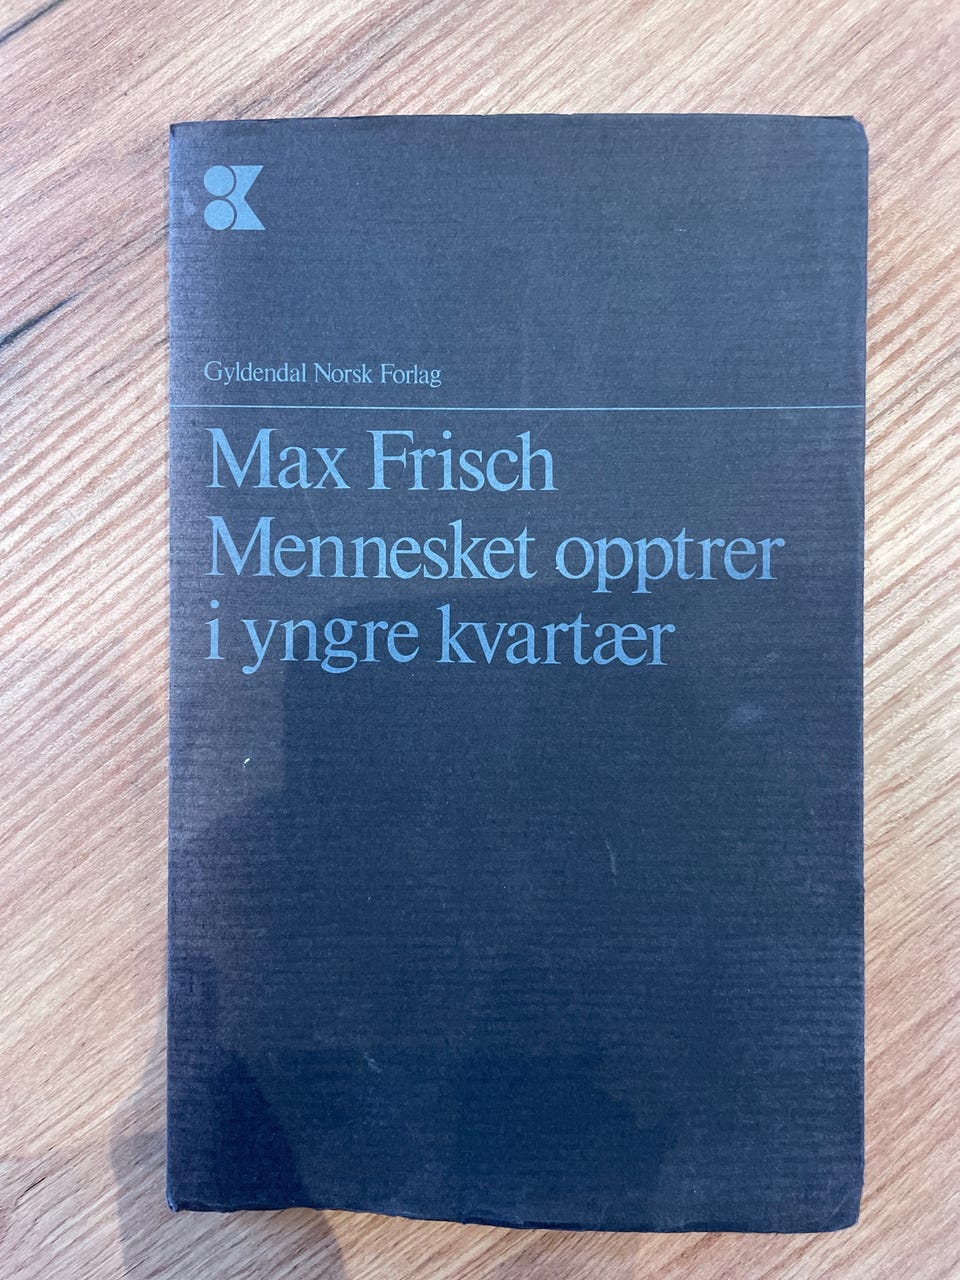 Gyldendal Norsk Forlag
Max Frisch
Mennesket opptrer
i yngre kvartær